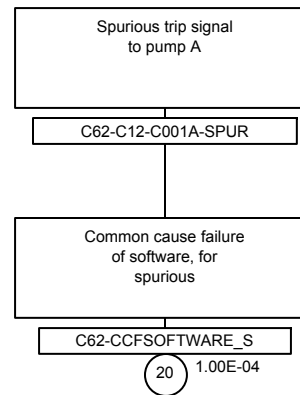 Spurious trip signal
to pump A
C62-C12-C001A-SPUR
Common cause failure
of software, for
spurious
C62-CCFSOFTWARE_S
20
1.00E-04